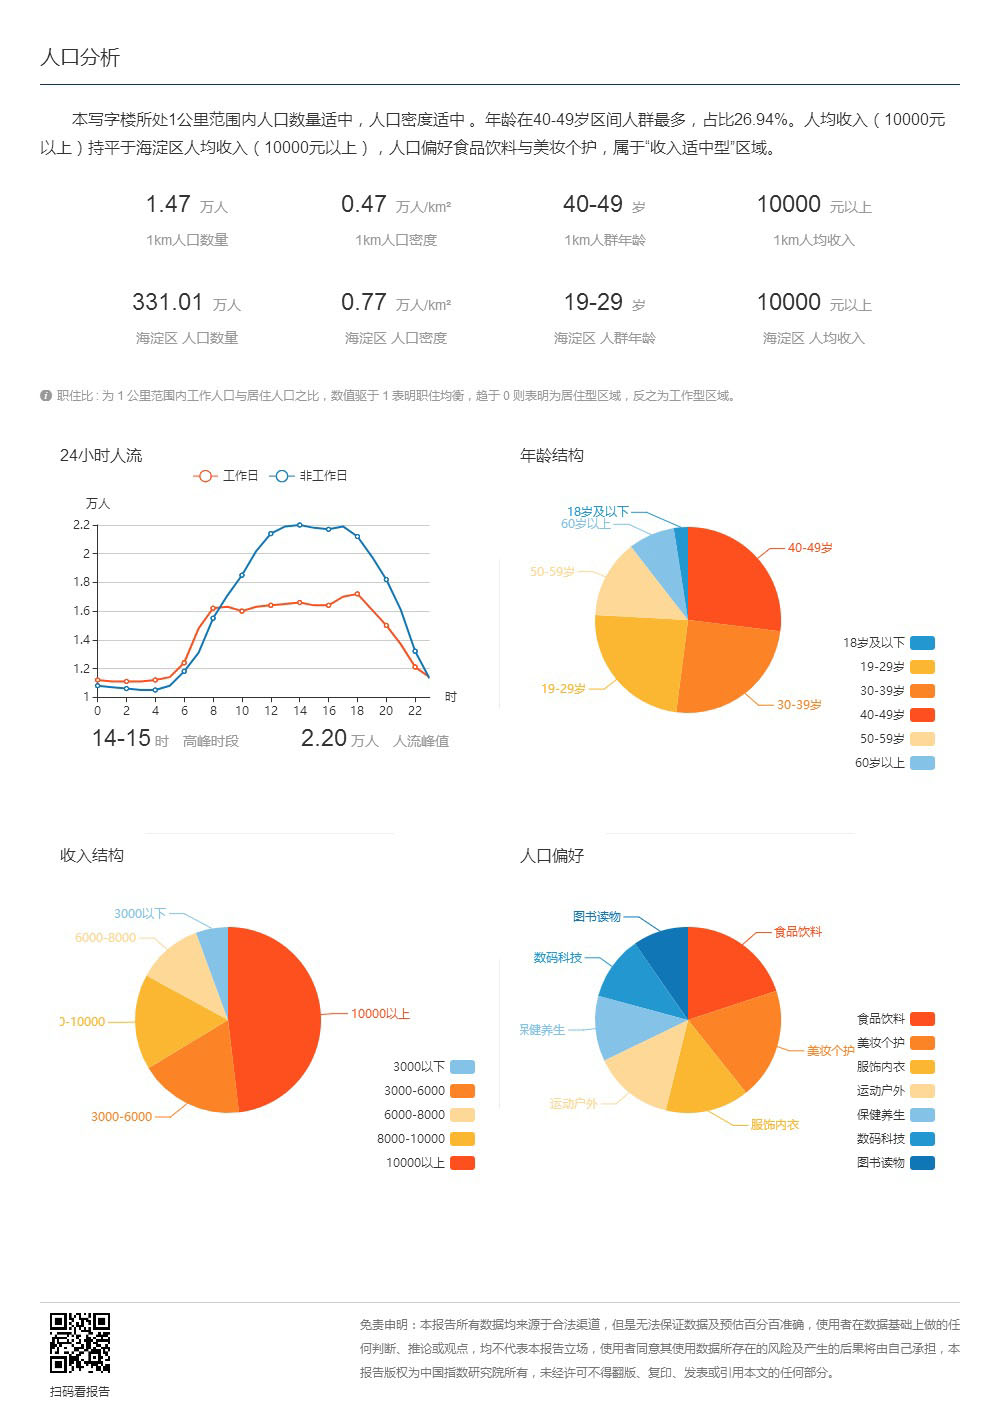 人口分析
本写字楼所处1公里范围内人口数量适中，人口密度适中 。年龄在40-49岁区间人群最多，占比26.94%。人均收入（10000元
以上）持平于海淀区人均收入（10000元以上），人口偏好食品饮料与美妆个护，属于“收入适中型”区域。
1.47 万人 0.47 万人/km² 40-49 岁 10000 元以上
1km人口数量 1km人口密度 1km人群年龄 1km人均收入
331.01 万人 0.77 万人/km² 19-29 岁 10000 元以上
海淀区 人口数量 海淀区 人口密度 海淀区 人群年龄 海淀区 人均收入
i 职住比 : 为 1 公里范围内工作人口与居住人口之比，数值驱于 1 表明职住均衡，趋于 0 则表明为居住型区域，反之为工作型区域。
24小时人流
工作日 非工作日
万人
2.2
2
1.8
1.6
1.4
1.2
1
0 2 4 6 8 10 12 14 16 18 20 22
时
14-15 时 高峰时段 2.20 万人 人流峰值
年龄结构
18岁及以下
60岁以上
40-49岁
50-59岁
19-29岁
30-39岁
18岁及以下
19-29岁
30-39岁
40-49岁
50-59岁
60岁以上
收入结构
3000以下
6000-8000
0-10000
10000以上
3000-6000
3000以下
3000-6000
6000-8000
8000-10000
10000以上
人口偏好
图书读物
食品饮料
数码科技
保健养生
美妆个护
运动户外
服饰内衣
食品饮料
美妆个护
服饰内衣
运动户外
保健养生
数码科技
图书读物
扫码看报告
免责申明：本报告所有数据均来源于合法渠道，但是无法保证数据及预估百分百准确，使用者在数据基础上做的任
何判断、推论或观点，均不代表本报告立场，使用者同意其使用数据所存在的风险及产生的后果将由自己承担，本
报告版权为中国指数研究院所有，未经许可不得翻版、复印、发表或引用本文的任何部分。